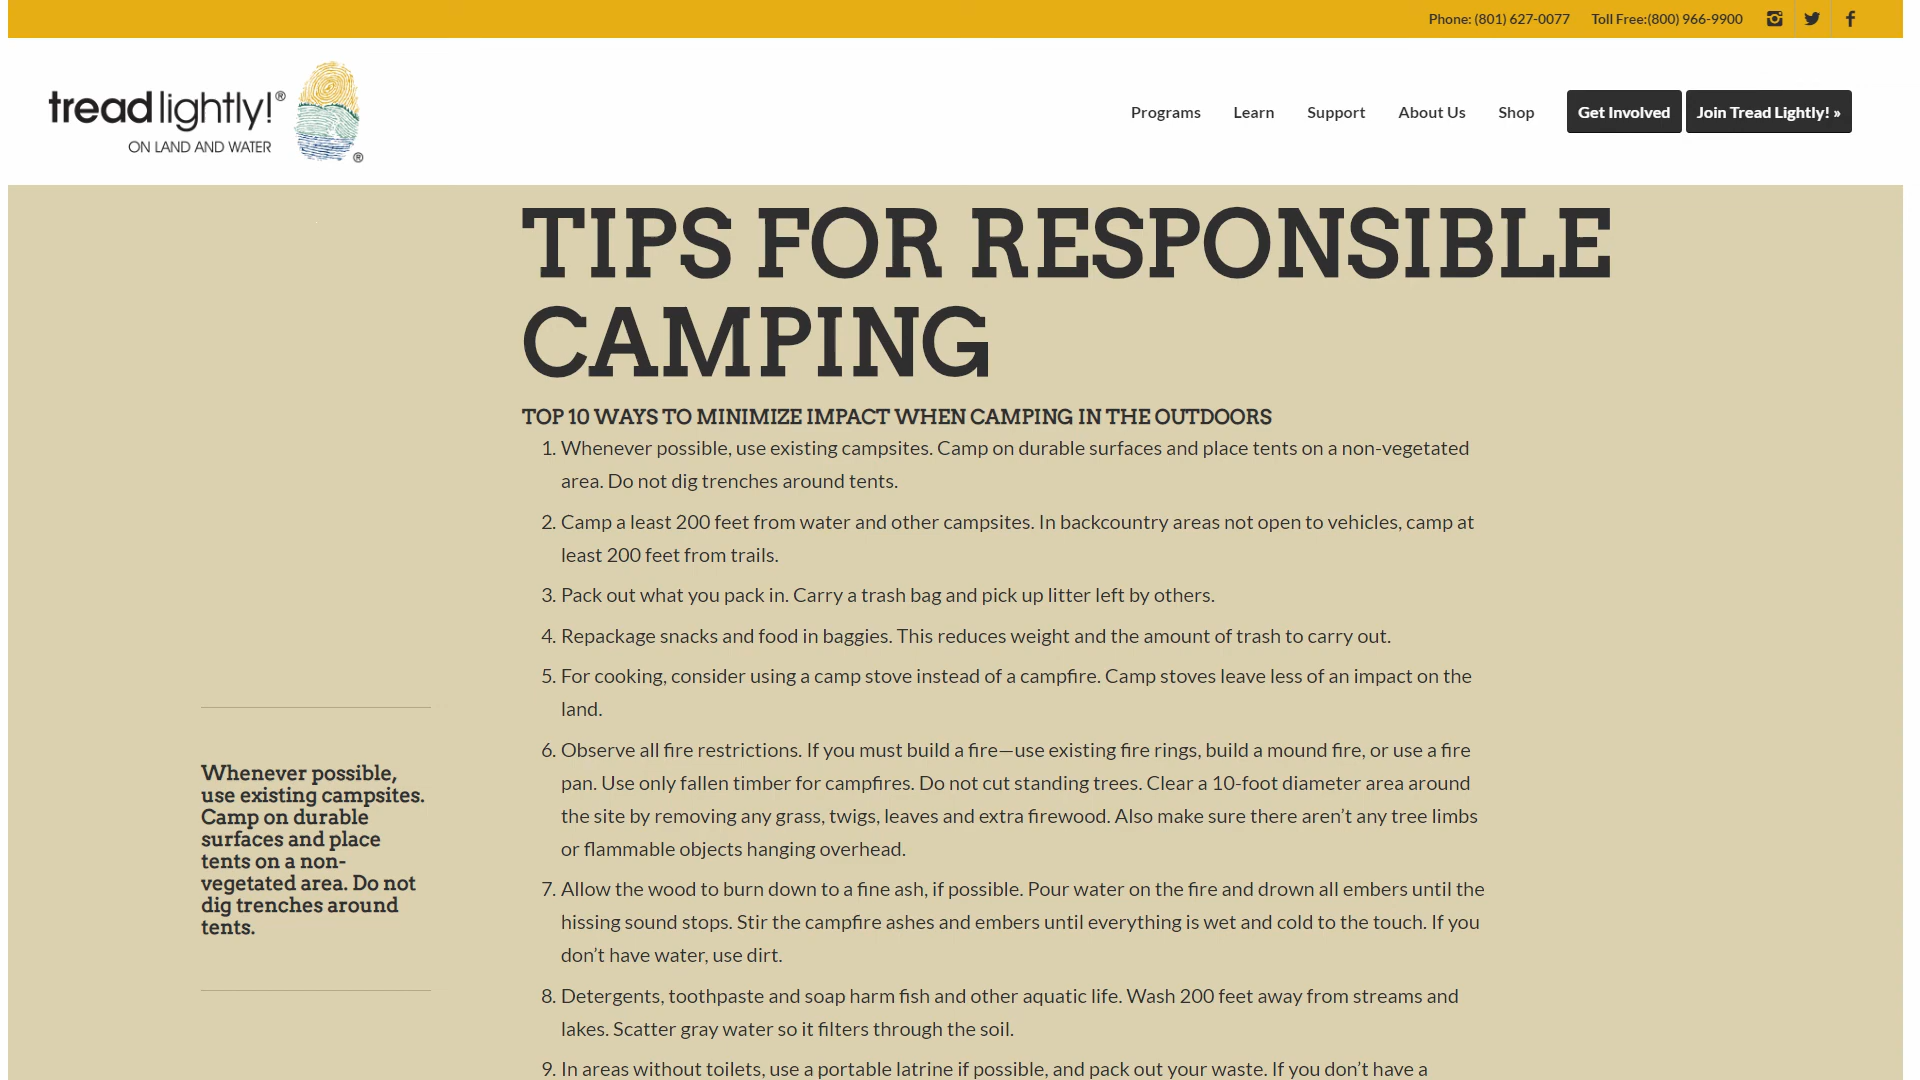 Phone: (801) 627-0077 Toll Free:(800) 966-9900
treadlightly!®
ON LAND AND WATER ®
Programs Learn Support About Us Shop Get Involved Join Tread Lightly! »
TIPS FOR RESPONSIBLE
CAMPING
TOP 10 WAYS TO MINIMIZE IMPACT WHEN CAMPING IN THE OUTDOORS
1. Whenever possible, use existing campsites. Camp on durable surfaces and place tents on a non-vegetated
area. Do not dig trenches around tents.
2. Camp a least 200 feet from water and other campsites. In backcountry areas not open to vehicles, camp at
least 200 feet from trails.
3. Pack out what you pack in. Carry a trash bag and pick up litter left by others.
4. Repackage snacks and food in baggies. This reduces weight and the amount of trash to carry out.
5. For cooking, consider using a camp stove instead of a campfire. Camp stoves leave less of an impact on the
land.
6. Observe all fire restrictions. If you must build a fire—use existing fire rings, build a mound fire, or use a fire
pan. Use only fallen timber for campfires. Do not cut standing trees. Clear a 10-foot diameter area around
the site by removing any grass, twigs, leaves and extra firewood. Also make sure there aren’t any tree limbs
or flammable objects hanging overhead.
7. Allow the wood to burn down to a fine ash, if possible. Pour water on the fire and drown all embers until the
hissing sound stops. Stir the campfire ashes and embers until everything is wet and cold to the touch. If you
don’t have water, use dirt.
8. Detergents, toothpaste and soap harm fish and other aquatic life. Wash 200 feet away from streams and
lakes. Scatter gray water so it filters through the soil.
9. In areas without toilets, use a portable latrine if possible, and pack out your waste. If you don’t have a
Whenever possible,
use existing campsites.
Camp on durable
surfaces and place
tents on a non-
vegetated area. Do not
dig trenches around
tents.